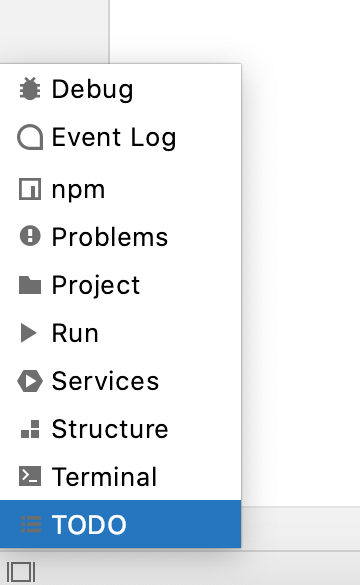 Debug
Event Log
npm
Problems
Project
Run
Services
Structure
Terminal
TODO